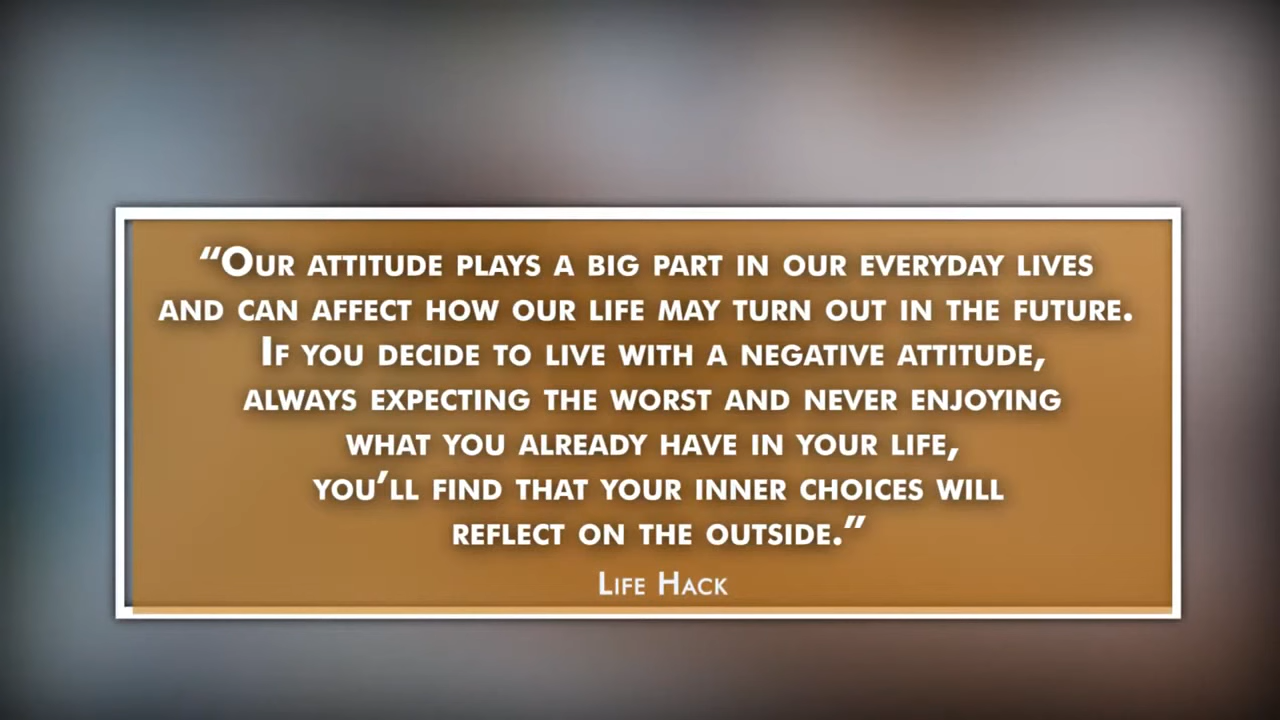 “Our attitude plays a big part in our everyday lives
and can affect how our life may turn out in the future.
If you decide to live with a negative attitude,
always expecting the worst and never enjoying
what you already have in your life,
you’ll find that your inner choices will
reflect on the outside.”
Life Hack